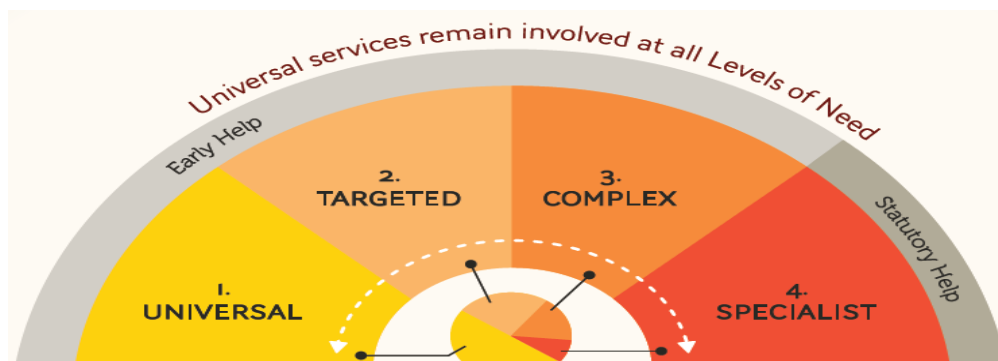 Universal services remain involved at all Levels of Need
Early Help
2.
TARGETED
3.
COMPLEX
Statutory Help
1.
UNIVERSAL
4.
SPECIALIST